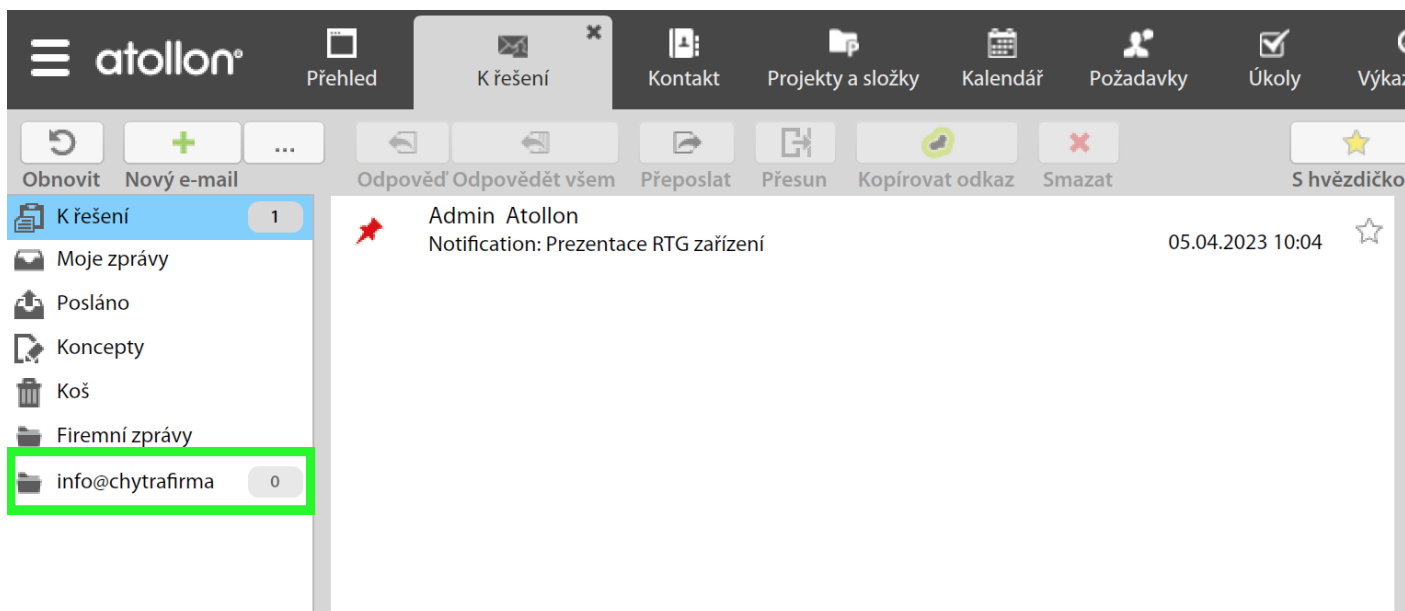 atollon®
Přehled
K řešení
Kontakt
Projekty a složky
Kalendář
Požadavky
Úkoly
...
Obnovit
Nový e-mail
Odpověď
Odpovědět všem
Přeposlat
Přesun
Kopírovat odkaz
Smazat
K řešení 1
Moje zprávy
Posláno
Koncepty
Koš
Firemní zprávy
info@chytrafirma 0
Admin Atollon
Notification: Prezentace RTG zařízení
05.04.2023 10:04